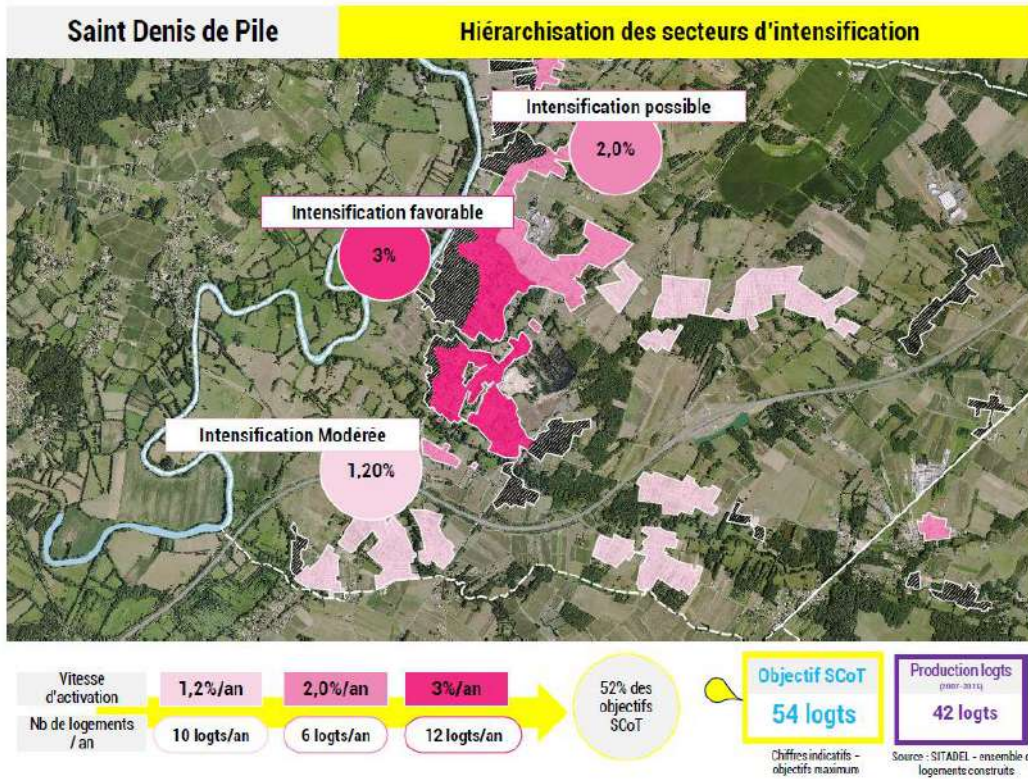 Saint Denis de Pile
Hiérarchisation des secteurs d'intensification
Intensification possible
2,0%
Intensification favorable
3%
Intensification Modérée
1,20%
Vitesse
d'activation
1,2%/an
2,0%/an
3%/an
Nb de logements
/ an
10 logts/an
6 logts/an
12 logts/an
52% des
objectifs
SCoT
Objectif SCoT
54 logts
Chiffres indicatifs –
objectifs maximum
Production logts
42 logts
Source : SITADEL - ensemble
logements construits